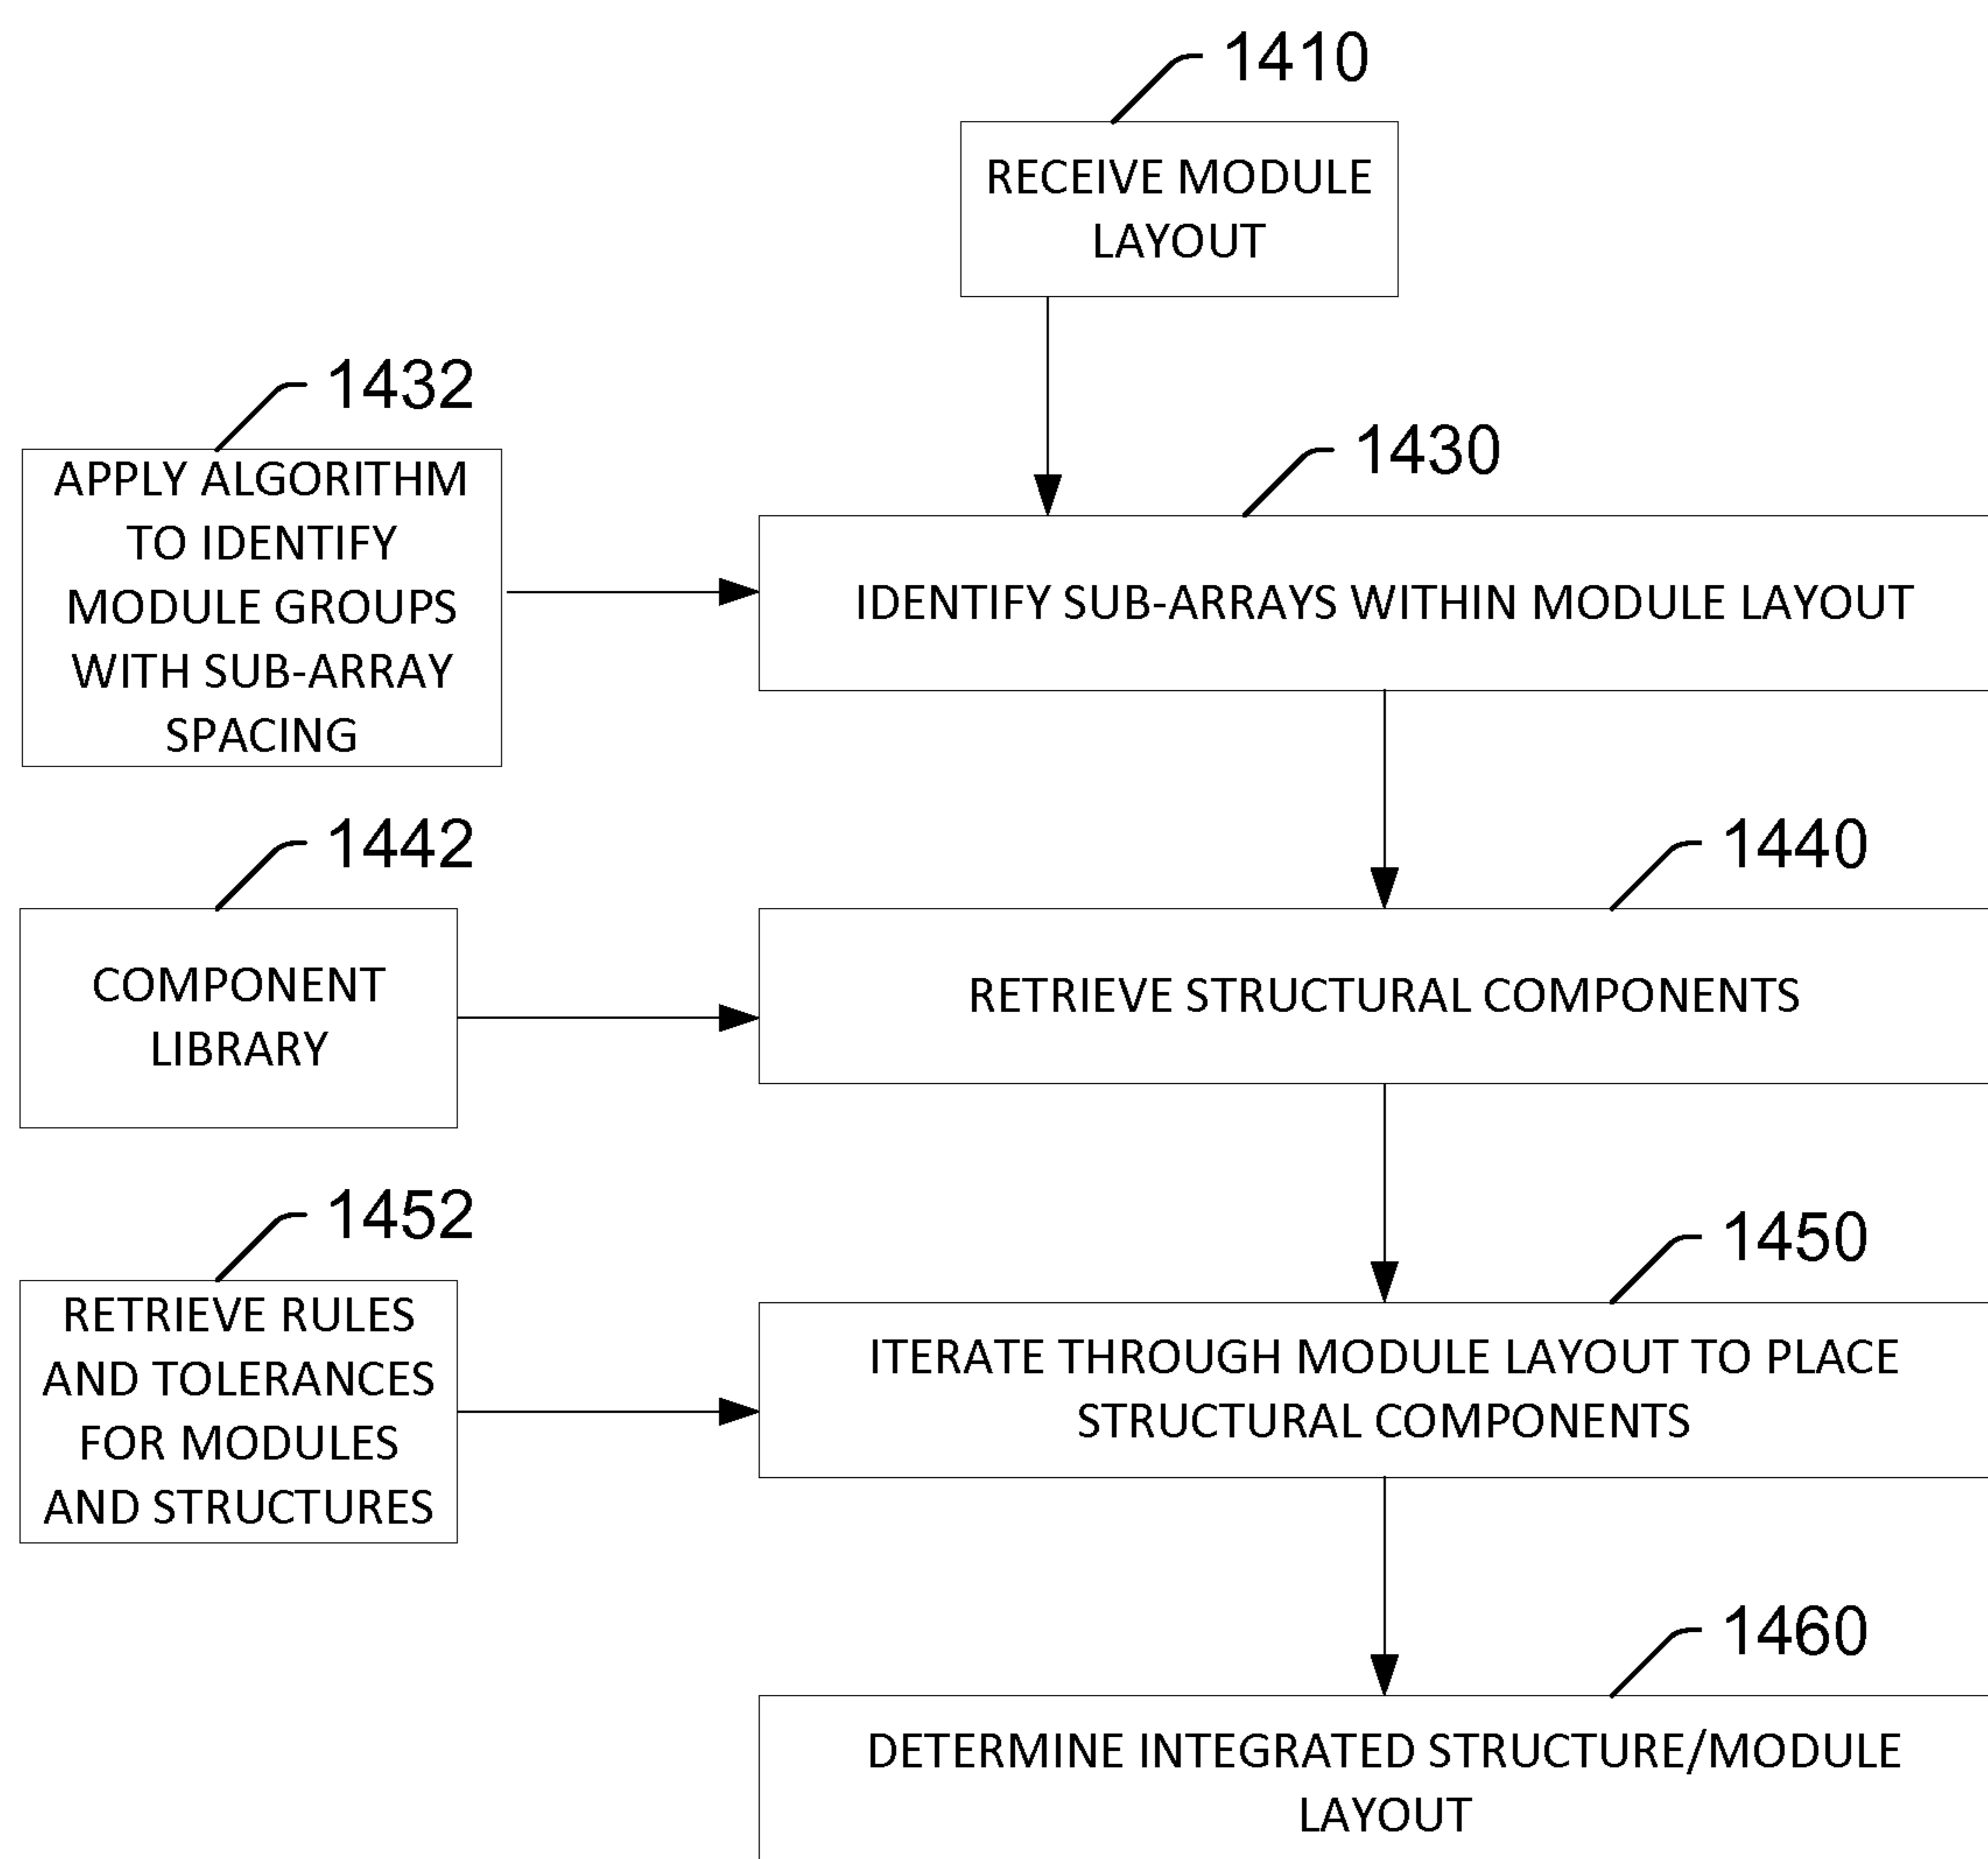 1410
RECEIVE MODULE
LAYOUT
1432
APPLY ALGORITHM
TO IDENTIFY
MODULE GROUPS
WITH SUB-ARRAY
SPACING
1430
IDENTIFY SUB-ARRAYS WITHIN MODULE LAYOUT
1442
COMPONENT
LIBRARY
1440
RETRIEVE STRUCTURAL COMPONENTS
1452
RETRIEVE RULES
AND TOLERANCES
FOR MODULES
AND STRUCTURES
1450
ITERATE THROUGH MODULE LAYOUT TO PLACE
STRUCTURAL COMPONENTS
1460
DETERMINE INTEGRATED STRUCTURE/MODULE
LAYOUT